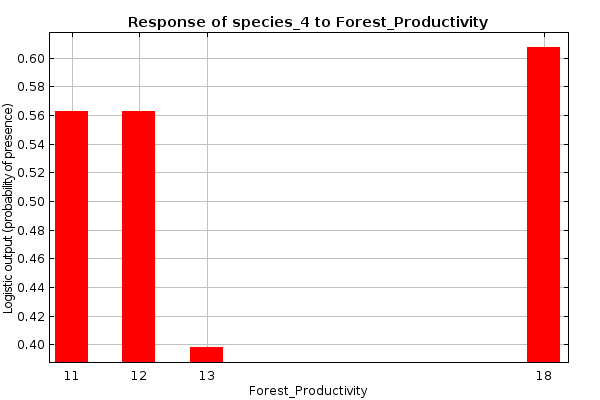 Response of species_4 to Forest_Productivity
Logistic output (probability of presence)
0.60
0.58
0.56
0.54
0.52
0.50
0.48
0.46
0.44
0.42
0.40
11 12 13 18
Forest_Productivity